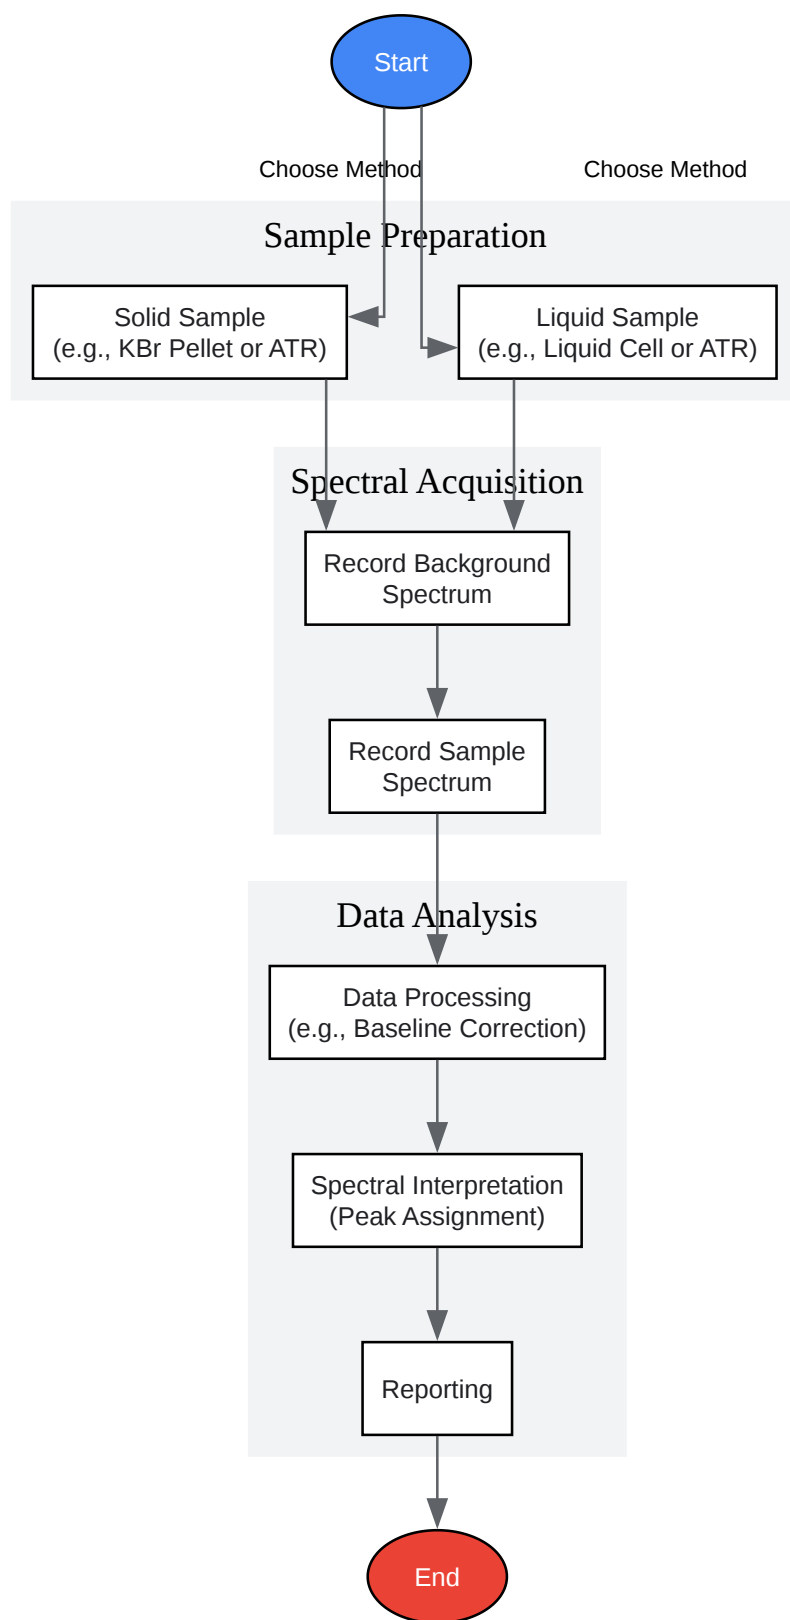 Start
Choose Method
Choose Method
Sample Preparation
Solid Sample
(e.g., KBr Pellet or ATR)
Liquid Sample
(e.g., Liquid Cell or ATR)
Spectral Acquisition
Record Background
Spectrum
Record Sample
Spectrum
Data Analysis
Data Processing
(e.g., Baseline Correction)
Spectral Interpretation
(Peak Assignment)
Reporting
End